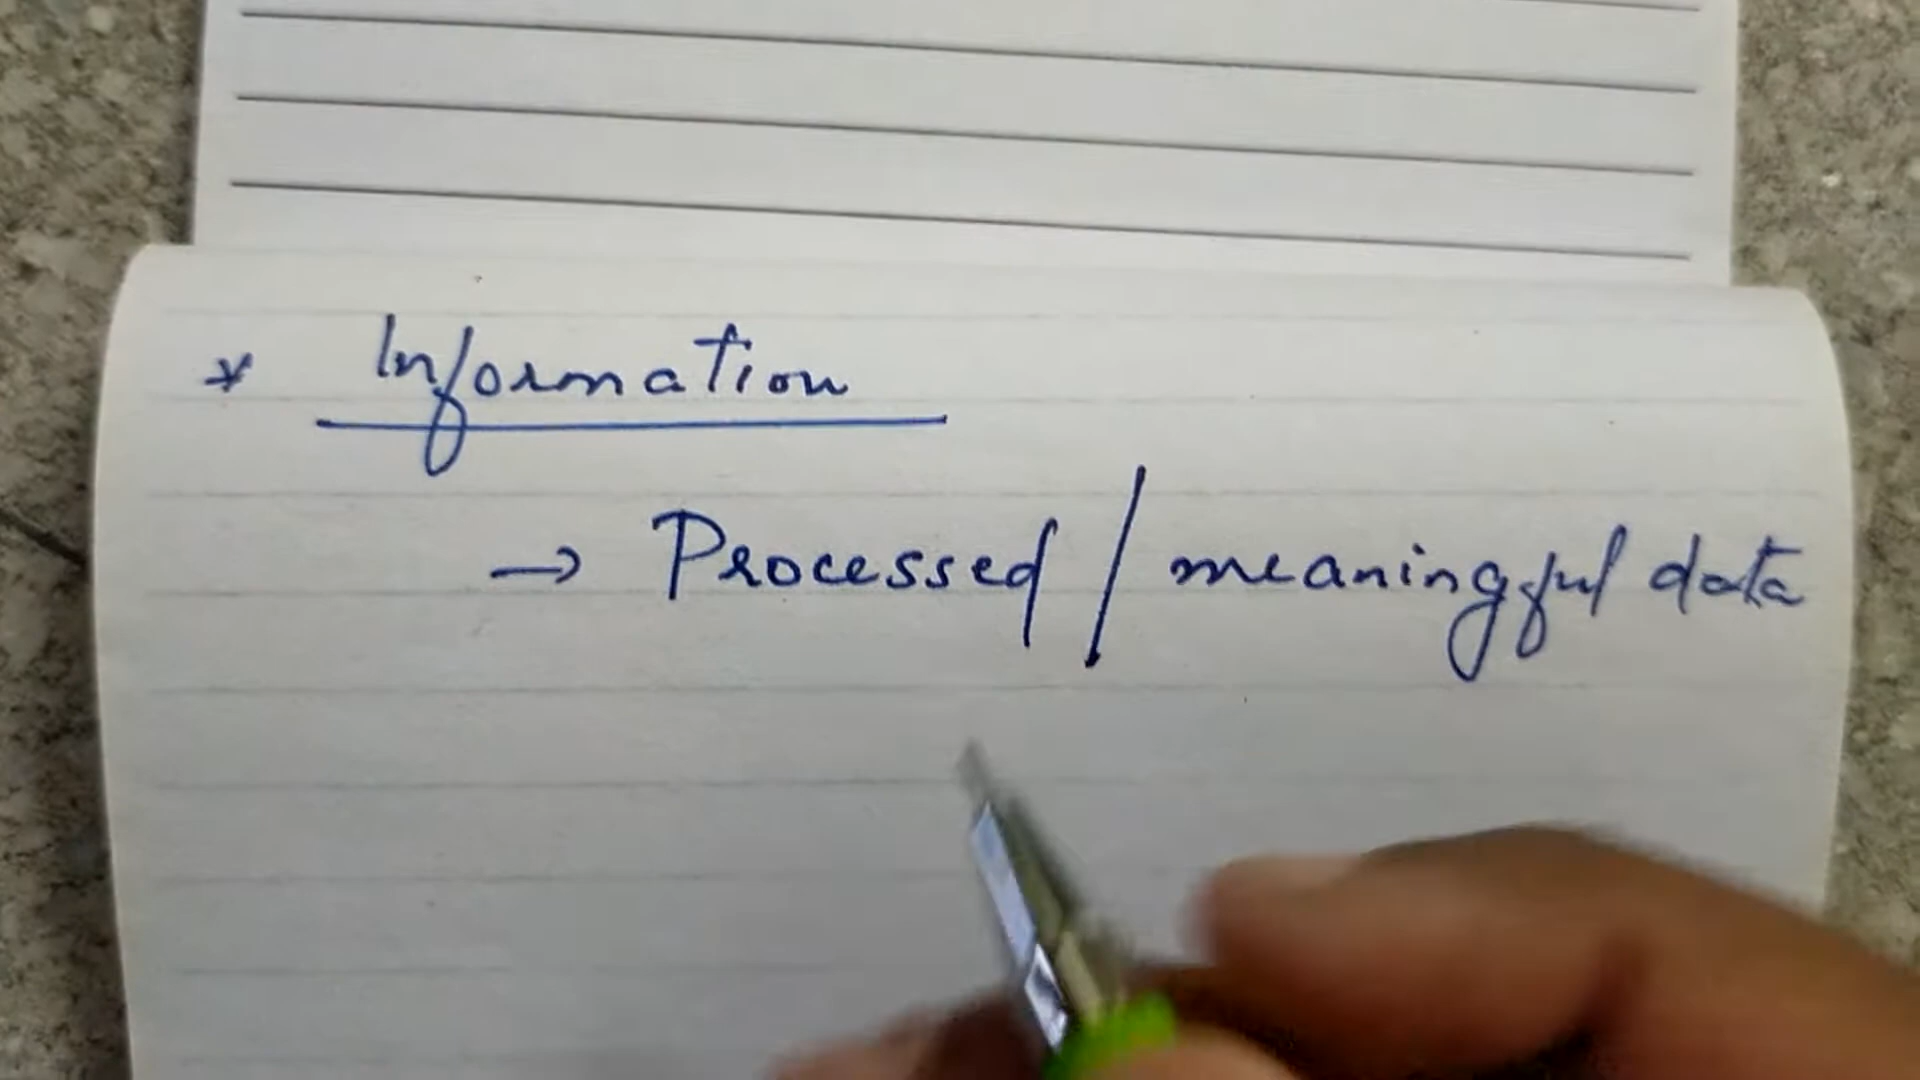 * Information
→ Processed / meaningful data